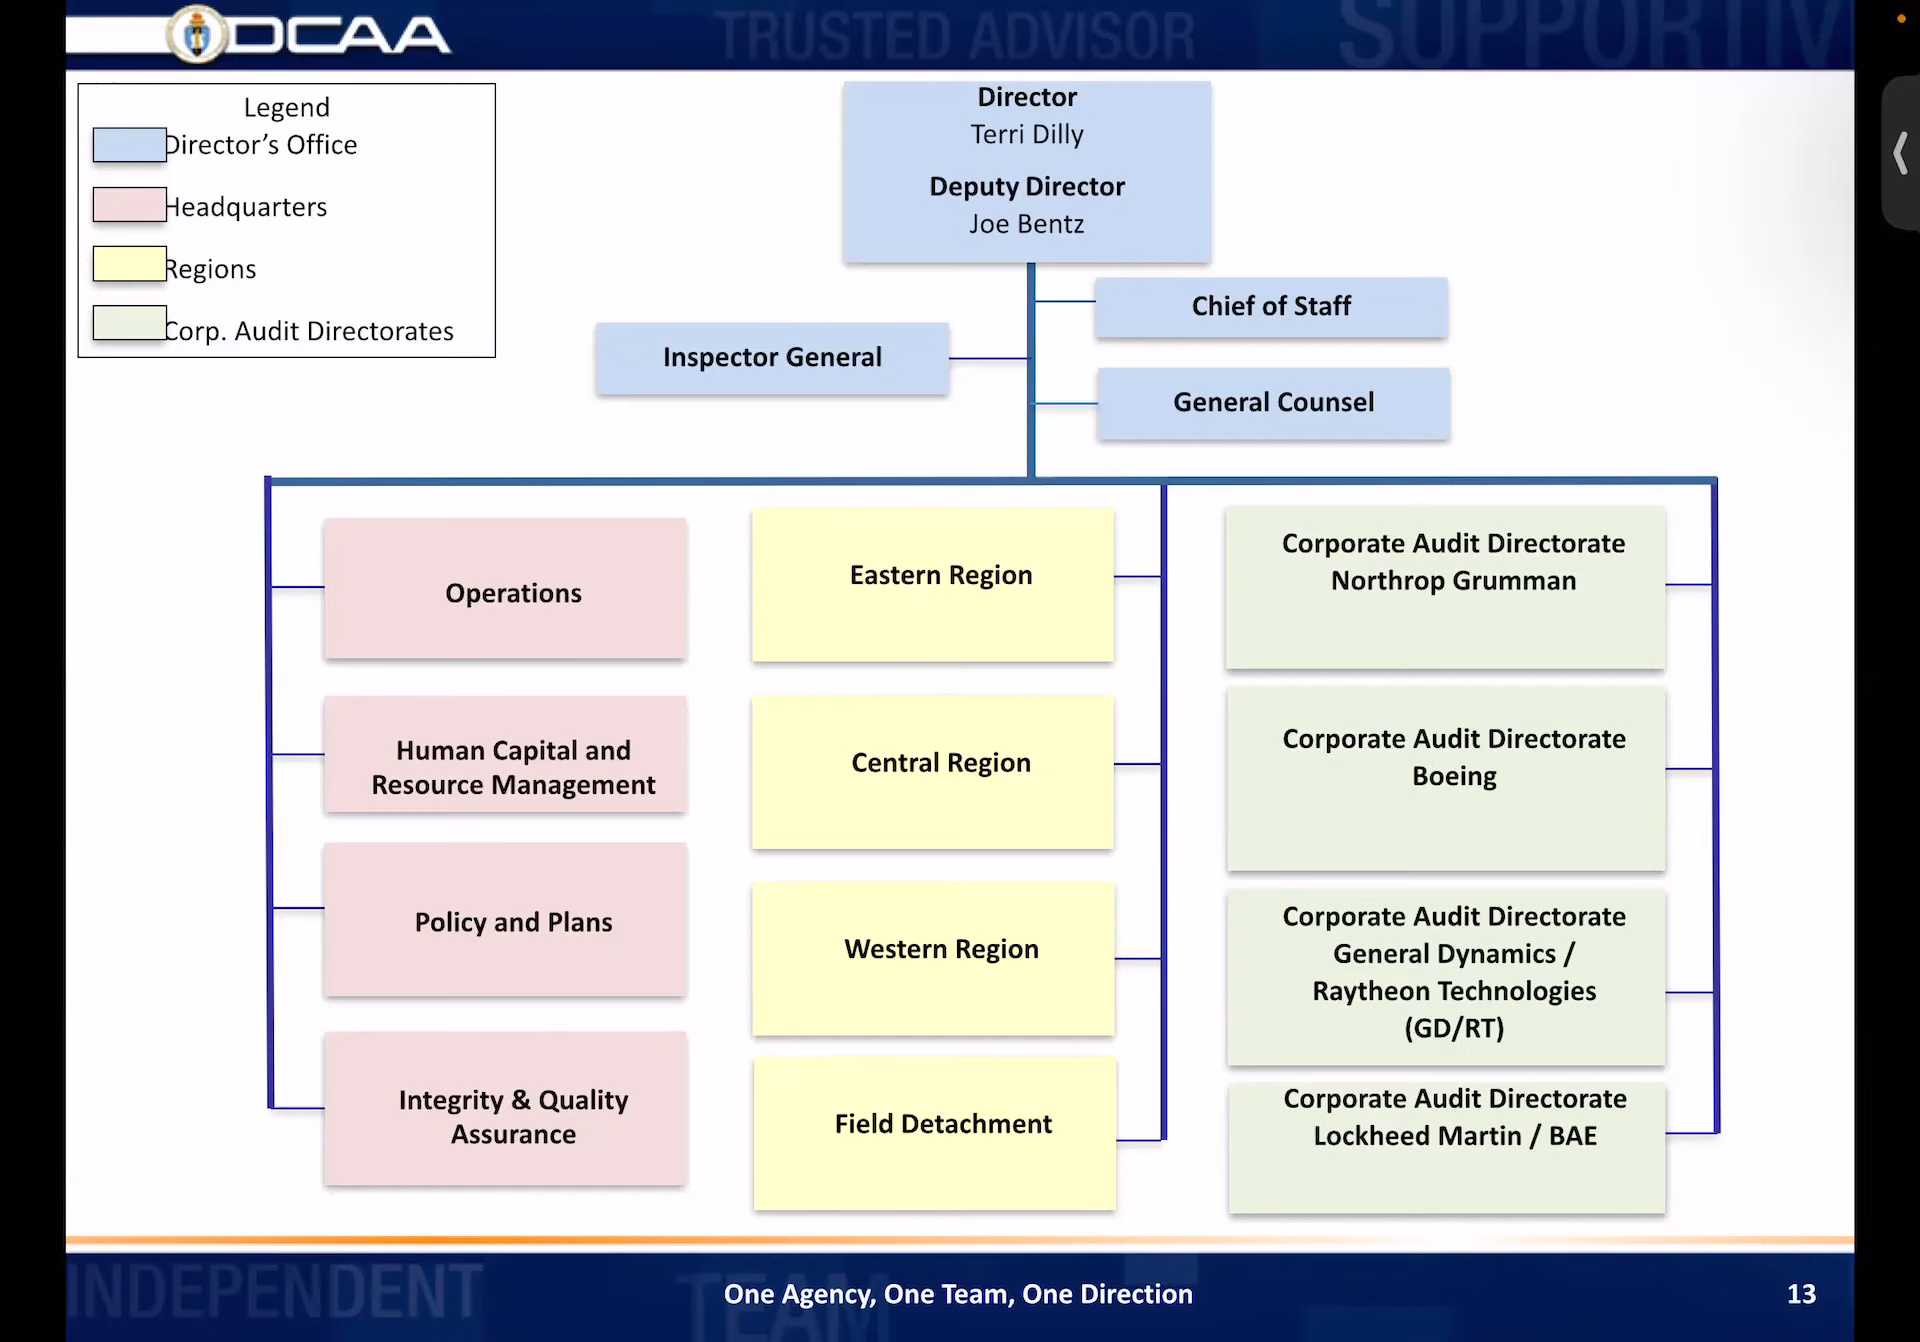 DCAA
TRUSTED ADVISOR
SUPPORTIV
Legend
Director's Office
Headquarters
Regions
Corp. Audit Directorates
Director
Terri Dilly
Deputy Director
Joe Bentz
Chief of Staff
Inspector General
General Counsel
Operations
Human Capital and
Resource Management
Policy and Plans
Integrity & Quality
Assurance
Eastern Region
Central Region
Western Region
Field Detachment
Corporate Audit Directorate
Northrop Grumman
Corporate Audit Directorate
Boeing
Corporate Audit Directorate
General Dynamics /
Raytheon Technologies
(GD/RT)
Corporate Audit Directorate
Lockheed Martin / BAE
INDEPENDENT
TEAM
One Agency, One Team, One Direction
13